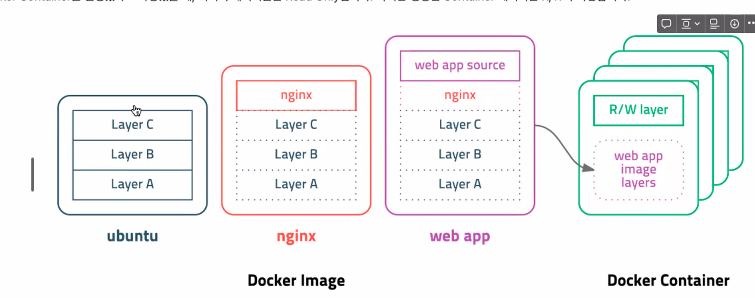 web app source
nginx
nginx
R/W layer
Layer C
Layer C
Layer C
Layer B
Layer B
Layer B
web app
image
layers
Layer A
Layer A
Layer A
ubuntu
nginx
web app
Docker Image
Docker Container